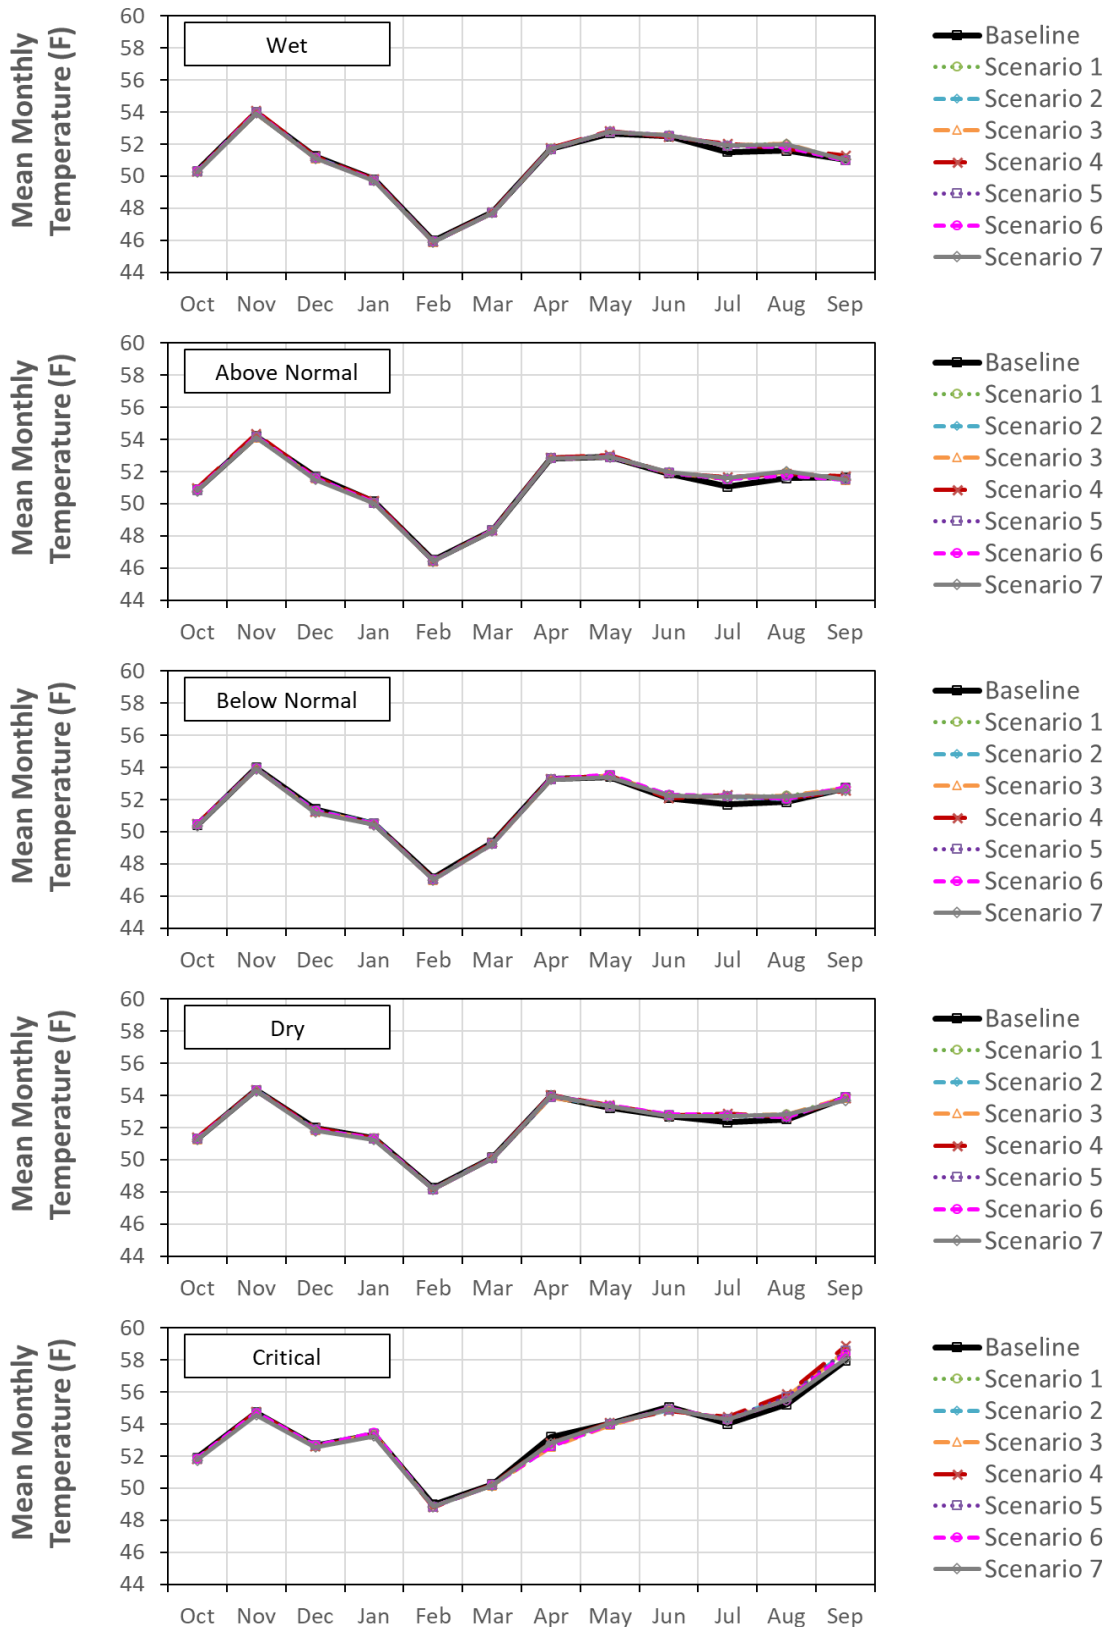 Mean Monthly
Temperature (F)
60
58
56
54
52
50
48
46
44
Wet
Oct Nov Dec Jan Feb Mar Apr May Jun Jul Aug Sep
Baseline
Scenario 1
Scenario 2
Scenario 3
Scenario 4
Scenario 5
Scenario 6
Scenario 7
Mean Monthly
Temperature (F)
60
58
56
54
52
50
48
46
44
Above Normal
Oct Nov Dec Jan Feb Mar Apr May Jun Jul Aug Sep
Baseline
Scenario 1
Scenario 2
Scenario 3
Scenario 4
Scenario 5
Scenario 6
Scenario 7
Mean Monthly
Temperature (F)
60
58
56
54
52
50
48
46
44
Below Normal
Oct Nov Dec Jan Feb Mar Apr May Jun Jul Aug Sep
Baseline
Scenario 1
Scenario 2
Scenario 3
Scenario 4
Scenario 5
Scenario 6
Scenario 7
Mean Monthly
Temperature (F)
60
58
56
54
52
50
48
46
44
Dry
Oct Nov Dec Jan Feb Mar Apr May Jun Jul Aug Sep
Baseline
Scenario 1
Scenario 2
Scenario 3
Scenario 4
Scenario 5
Scenario 6
Scenario 7
Mean Monthly
Temperature (F)
60
58
56
54
52
50
48
46
44
Critical
Oct Nov Dec Jan Feb Mar Apr May Jun Jul Aug Sep
Baseline
Scenario 1
Scenario 2
Scenario 3
Scenario 4
Scenario 5
Scenario 6
Scenario 7